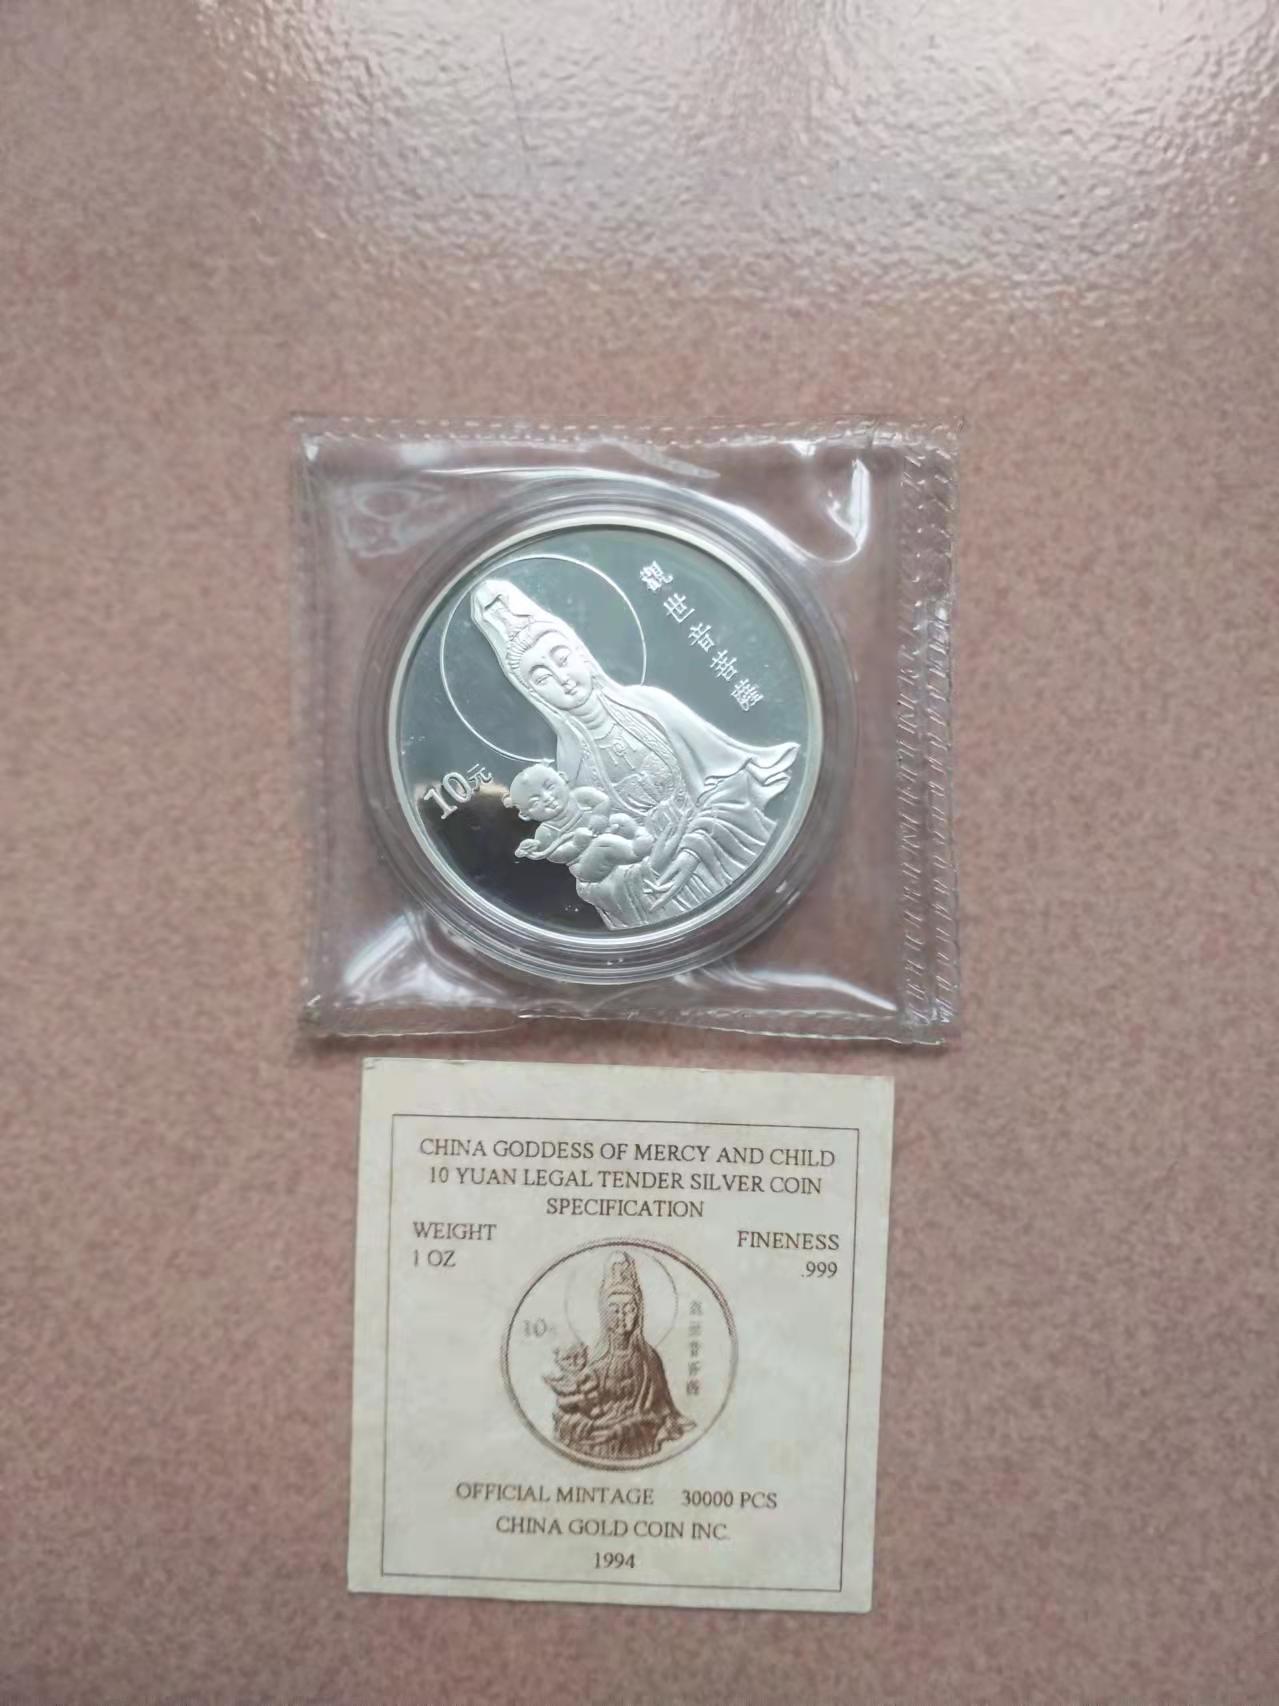 觀世音菩薩
10元
CHINA GODDESS OF MERCY AND CHILD
10 YUAN LEGAL TENDER SILVER COIN
SPECIFICATION
WEIGHT
1 OZ
FINENESS
.999
10
OFFICIAL MINTAGE 30000 PCS
CHINA GOLD COIN INC.
1994